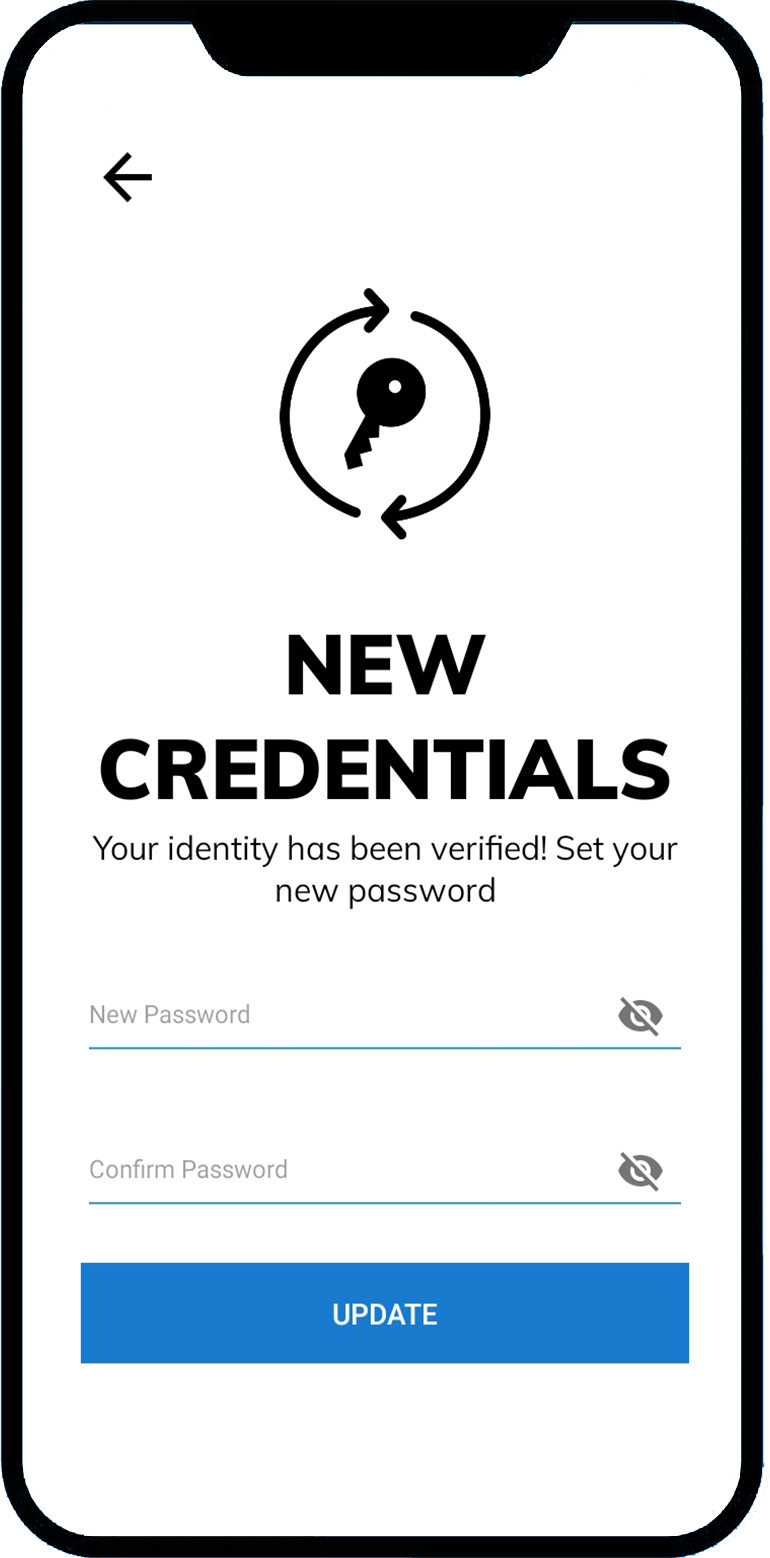 NEW
CREDENTIALS
Your identity has been verified! Set your
new password
New Password
Confirm Password
UPDATE